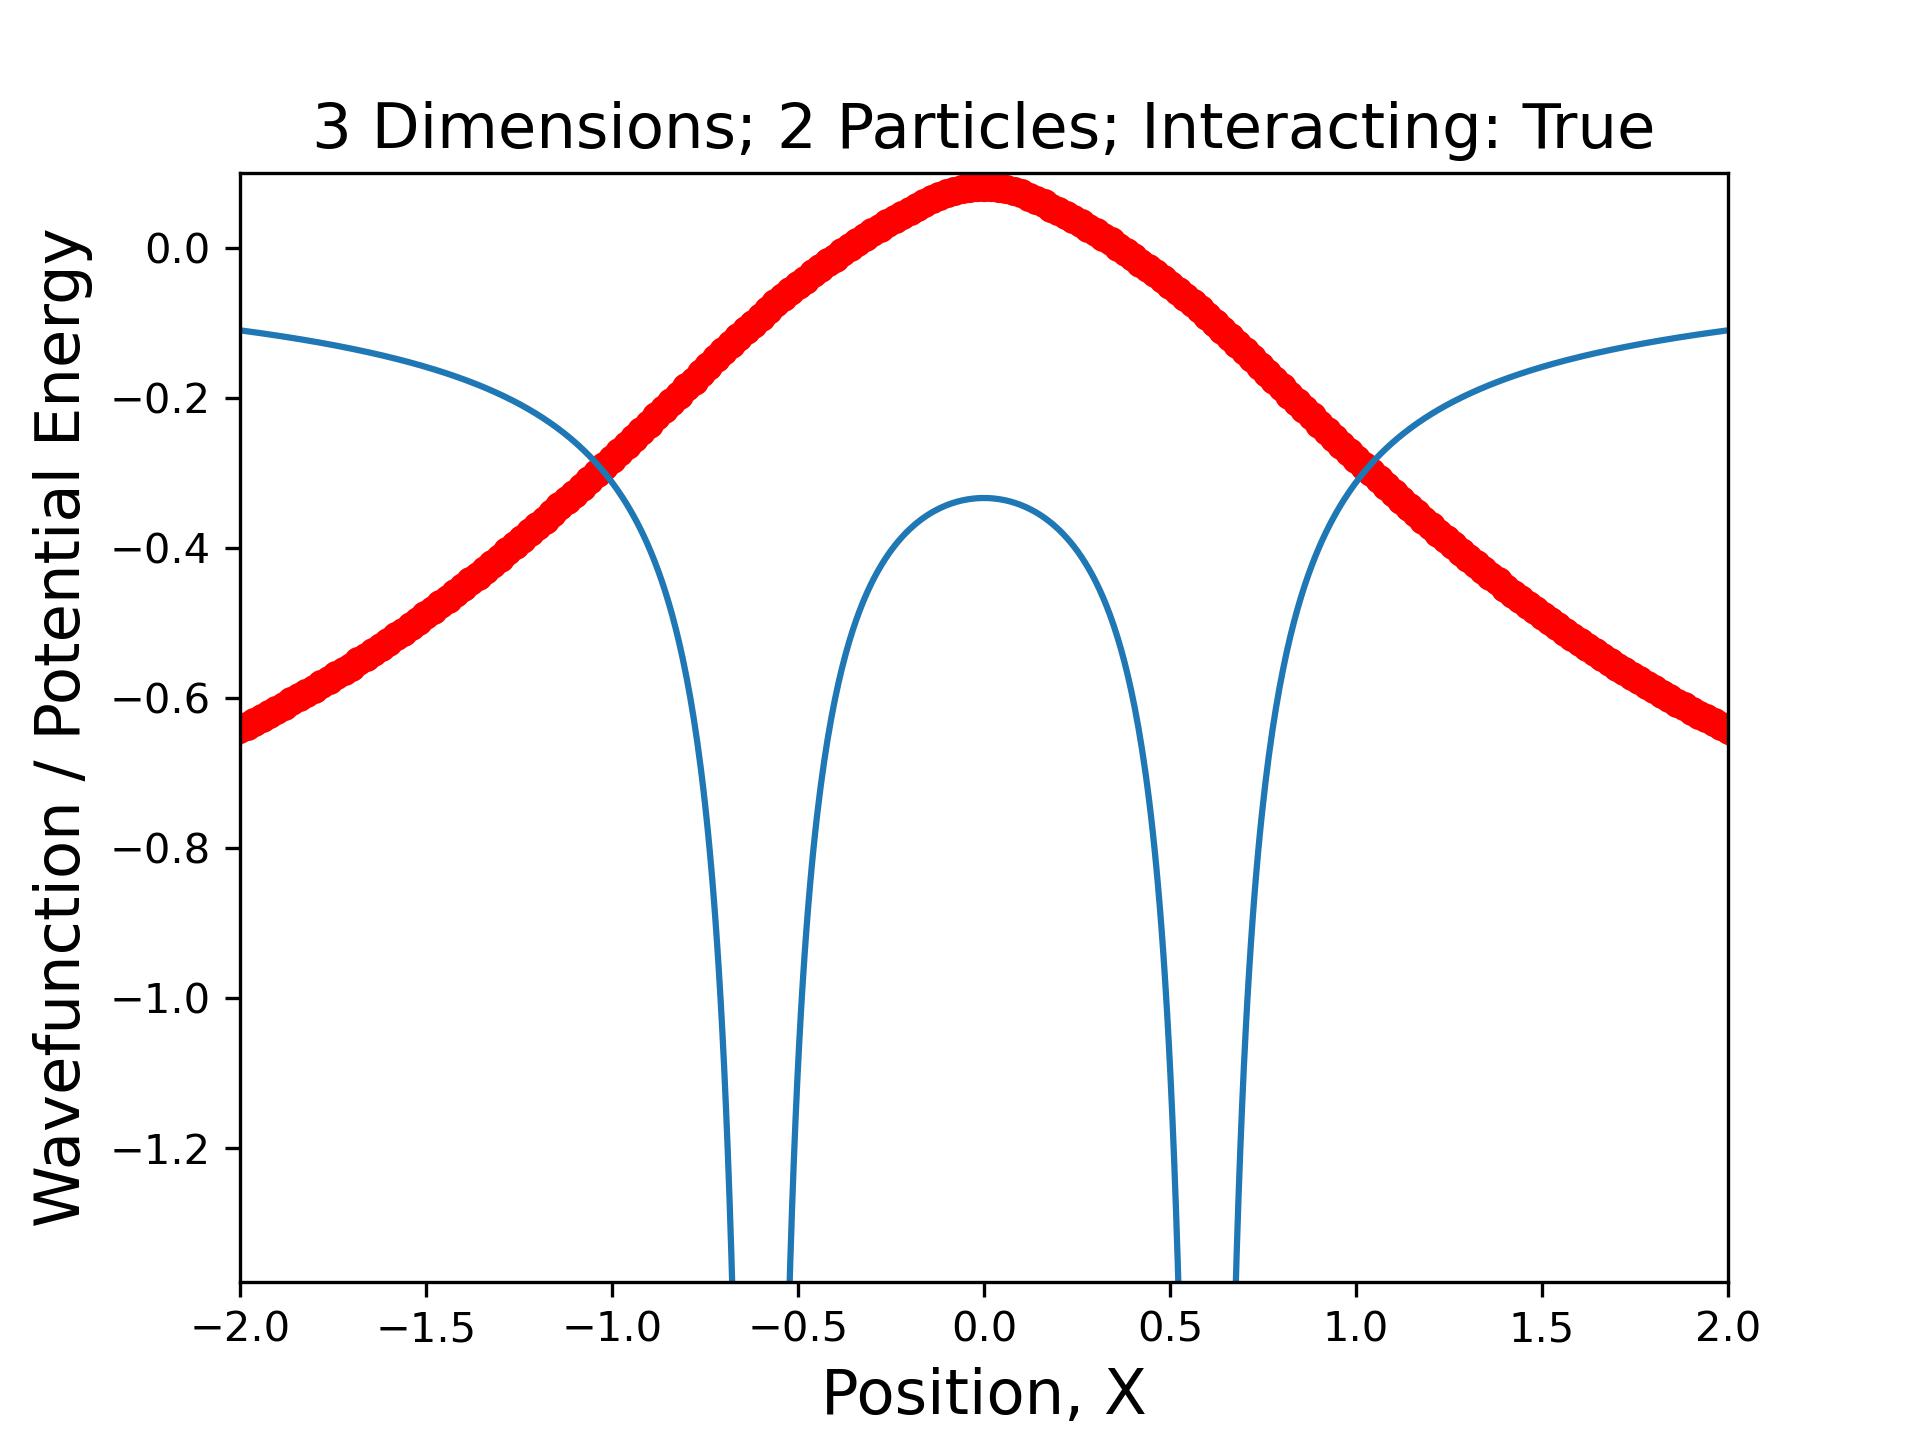 3 Dimensions; 2 Particles; Interacting: True
Wavefunction / Potential Energy
0.0
−0.2
−0.4
−0.6
−0.8
−1.0
−1.2
−2.0 −1.5 −1.0 −0.5 0.0 0.5 1.0 1.5 2.0
Position, X